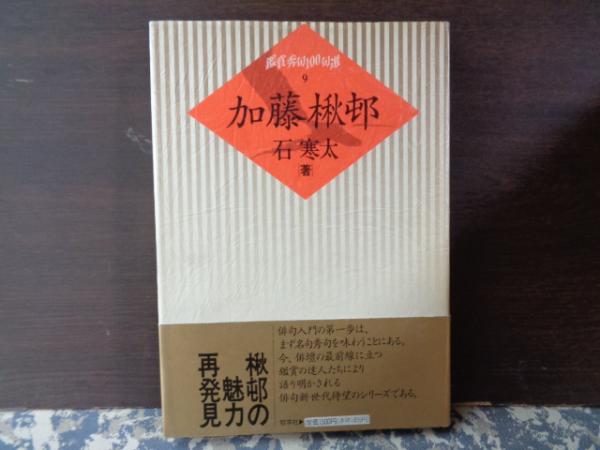 鑑賞秀句100句選
9
加藤楸邨
石寒太
著
楸邨の
魅力
再発見
俳句入門の第一歩は、
まず名句秀句を味わうことにある。
今、俳壇の最前線に立つ
鑑賞の達人たちにより
語り明かされる
俳句新世代待望のシリーズである。
牧羊社▶